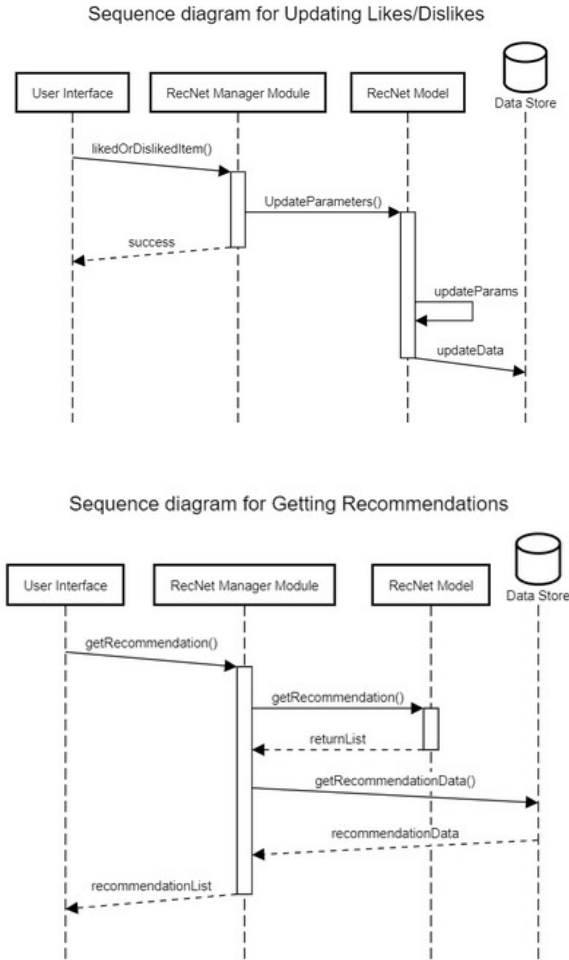 Sequence diagram for Updating Likes/Dislikes
User Interface
RecNet Manager Module
RecNet Model
Data Store
likedOrDislikedItem()
UpdateParameters()
success
updateParams
updateData
Sequence diagram for Getting Recommendations
User Interface
RecNet Manager Module
RecNet Model
Data Store
getRecommendation()
getRecommendation()
returnList
getRecommendationData()
recommendationData
recommendationList